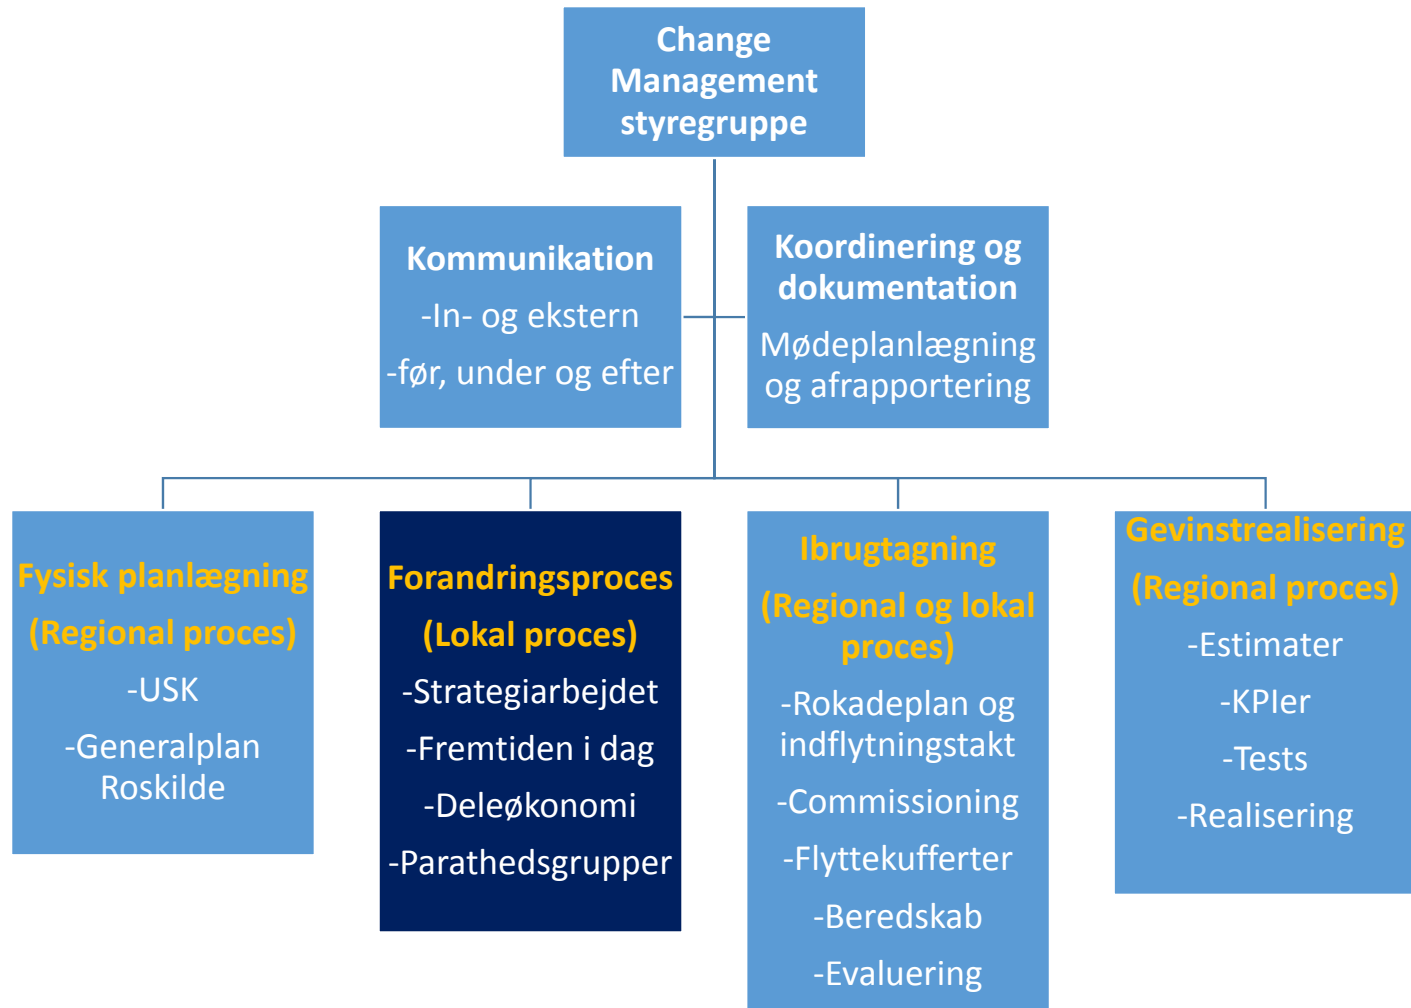 Change
Management
styregruppe
Kommunikation
-In- og ekstern
-før, under og efter
Koordinering og
dokumentation
Mødeplanlægning
og afrapportering
Fysisk planlægning
(Regional proces)
-USK
-Generalplan
Roskilde
Forandringsproces
(Lokal proces)
-Strategiarbejdet
-Fremtiden i dag
-Deleøkonomi
-Parathedsgrupper
Ibrugtagning
(Regional og lokal
proces)
-Rokadeplan og
indflytningstakt
-Commissioning
-Flyttekufferter
-Beredskab
-Evaluering
Gevinstrealisering
(Regional proces)
-Estimater
-KPIer
-Tests
-Realisering